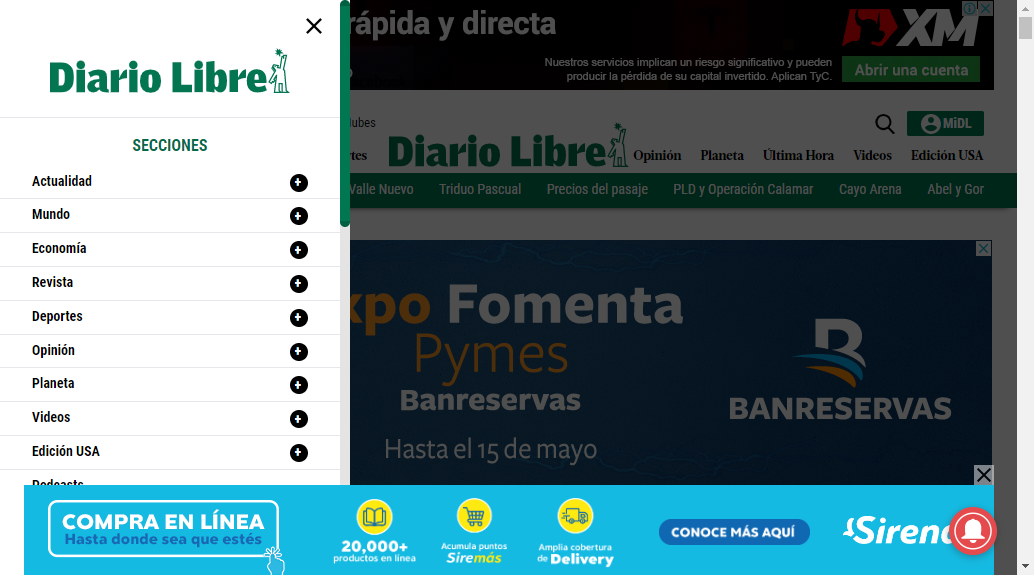 rápida y directa
XM
Nuestros servicios implican un riesgo significativo y pueden
producir la pérdida de su capital invertido. Aplican TyC.
Abrir una cuenta
Diario Libre
SECCIONES
Actualidad
Mundo
Economía
Revista
Deportes
Opinión
Planeta
Videos
Edición USA
Podcasts
MiDL
Diario Libre
Opinión
Planeta
Última Hora
Videos
Edición USA
Valle Nuevo
Triduo Pascual
Precios del pasaje
PLD y Operación Calamar
Cayo Arena
Abel y Gor
Fomenta
Pymes
Banreservas
Hasta el 15 de mayo
BANRESERVAS
COMPRA EN LÍNEA
Hasta donde sea que estés
20,000+
productos en línea
Acumula puntos
Siremás
Amplia cobertura
de Delivery
CONOCE MÁS AQUÍ
Siren